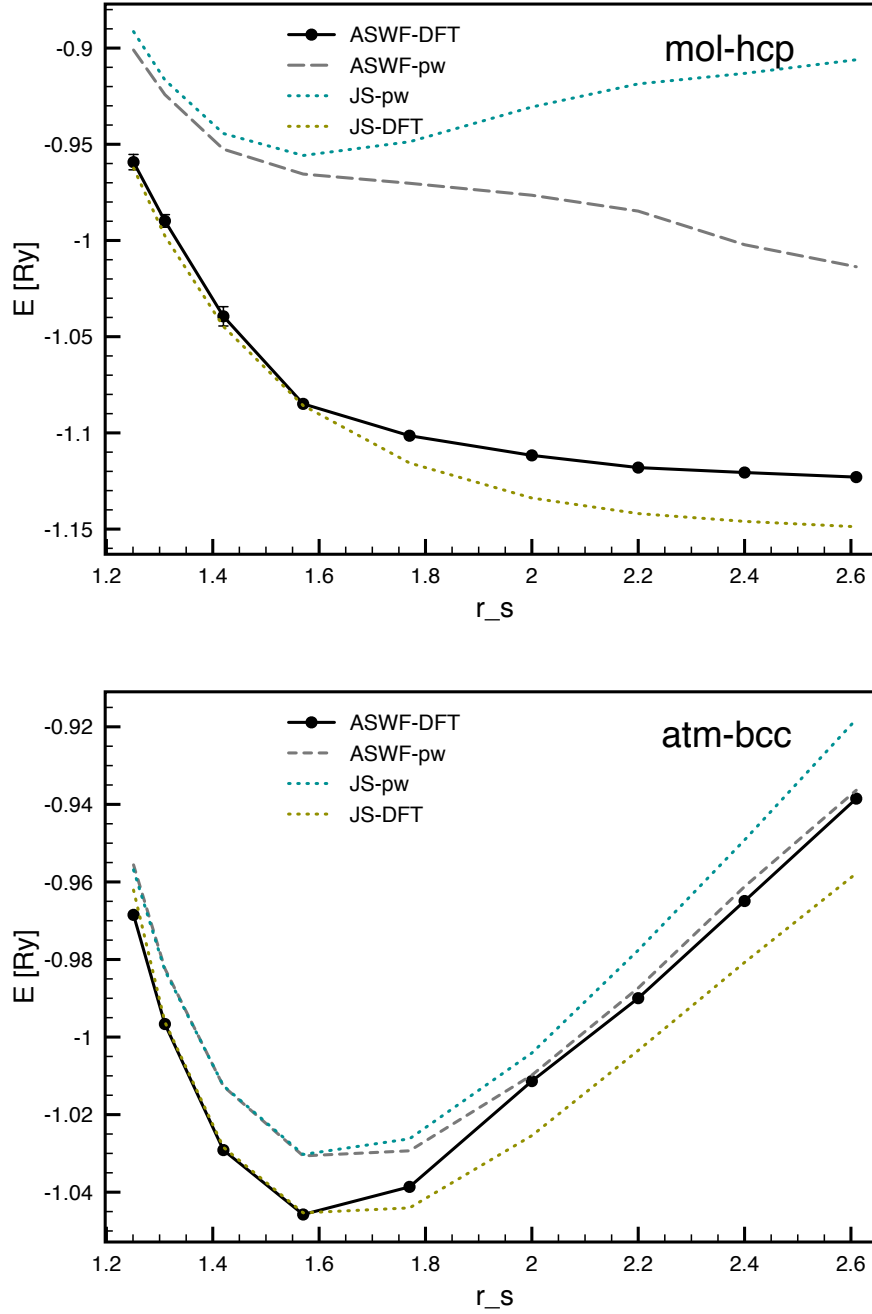 mol-hcp
ASWF-DFT
ASWF-pw
JS-pw
JS-DFT
E [Ry]
-0.9
-0.95
-1
-1.05
-1.1
-1.15
1.2 1.4 1.6 1.8 2 2.2 2.4 2.6
r_s
atm-bcc
ASWF-DFT
ASWF-pw
JS-pw
JS-DFT
E [Ry]
-0.92
-0.94
-0.96
-0.98
-1
-1.02
-1.04
1.2 1.4 1.6 1.8 2 2.2 2.4 2.6
r_s